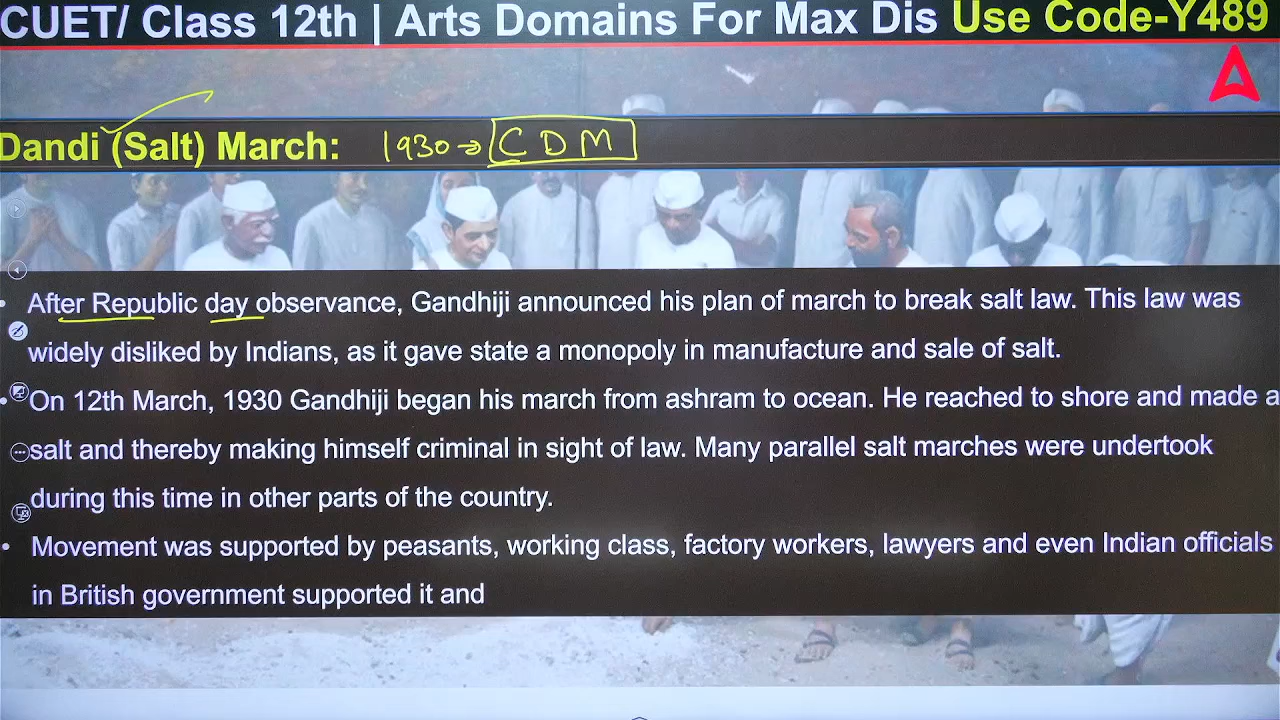 CUET/ Class 12th | Arts Domains For Max Dis Use Code-Y489
Dandi (Salt) March: 1930 → CDM
• After Republic day observance, Gandhiji announced his plan of march to break salt law. This law was
widely disliked by Indians, as it gave state a monopoly in manufacture and sale of salt.
• On 12th March, 1930 Gandhiji began his march from ashram to ocean. He reached to shore and made a
salt and thereby making himself criminal in sight of law. Many parallel salt marches were undertook
during this time in other parts of the country.
• Movement was supported by peasants, working class, factory workers, lawyers and even Indian officials
in British government supported it and